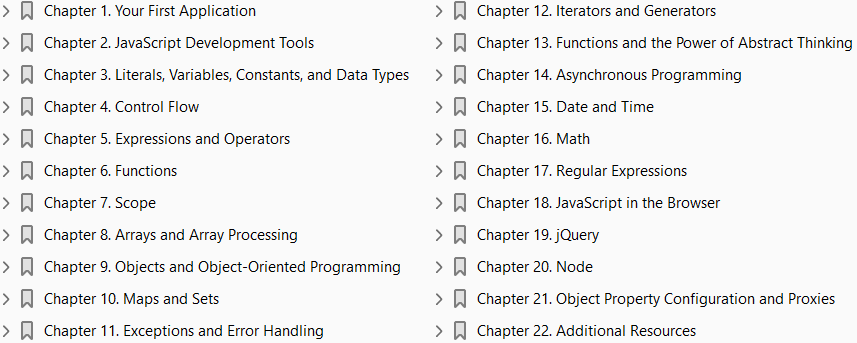 Chapter 1. Your First Application
Chapter 2. JavaScript Development Tools
Chapter 3. Literals, Variables, Constants, and Data Types
Chapter 4. Control Flow
Chapter 5. Expressions and Operators
Chapter 6. Functions
Chapter 7. Scope
Chapter 8. Arrays and Array Processing
Chapter 9. Objects and Object-Oriented Programming
Chapter 10. Maps and Sets
Chapter 11. Exceptions and Error Handling
Chapter 12. Iterators and Generators
Chapter 13. Functions and the Power of Abstract Thinking
Chapter 14. Asynchronous Programming
Chapter 15. Date and Time
Chapter 16. Math
Chapter 17. Regular Expressions
Chapter 18. JavaScript in the Browser
Chapter 19. jQuery
Chapter 20. Node
Chapter 21. Object Property Configuration and Proxies
Chapter 22. Additional Resources